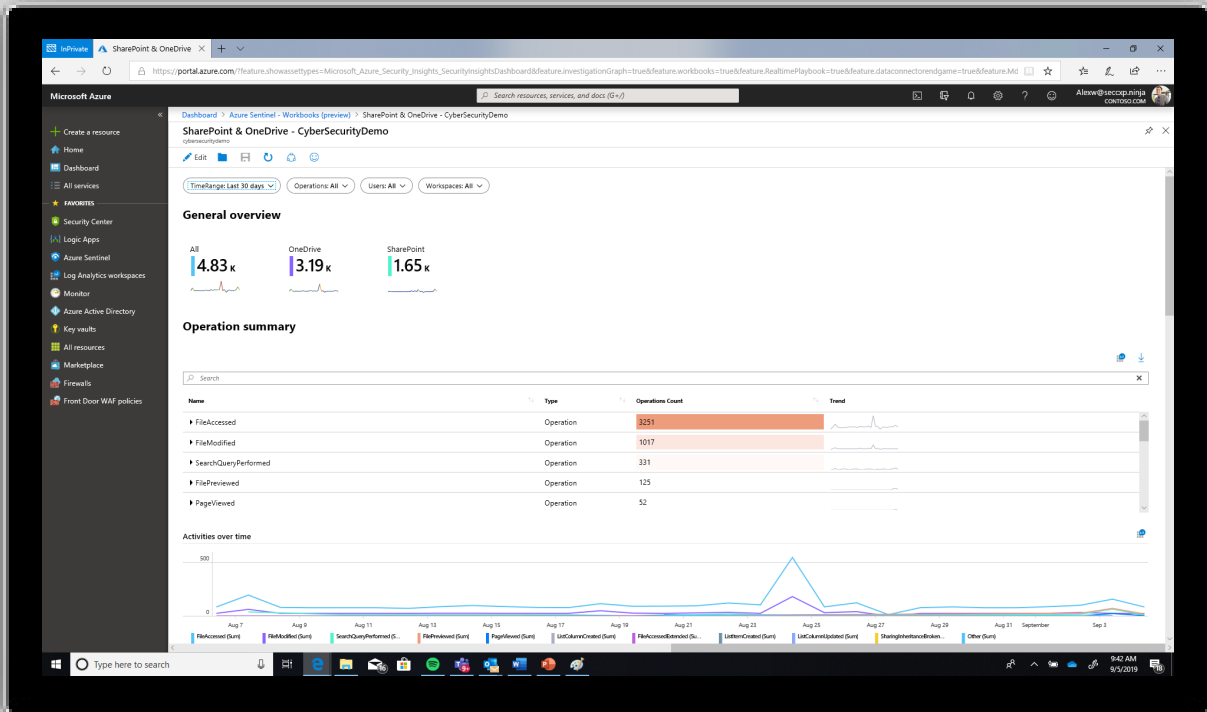 InPrivate
SharePoint & OneDrive
https://portal.azure.com/?feature.showassettypes=Microsoft_Azure_Security_Insights_SecurityInsightsDashboard&feature.investigationGraph=true&feature.workbooks=true&feature.RealtimePlaybook=true&feature.dataconnectorendgame=true&feature.Md
Microsoft Azure
Search resources, services, and docs (G+/)
Alexw@seccxp.ninja
CONTOSO.COM
Dashboard > Azure Sentinel - Workbooks (preview) > SharePoint & OneDrive - CyberSecurityDemo
SharePoint & OneDrive - CyberSecurityDemo
cybersecuritydemo
Create a resource
Home
Dashboard
All services
FAVORITES
Security Center
Logic Apps
Azure Sentinel
Log Analytics workspaces
Monitor
Azure Active Directory
Key vaults
All resources
Marketplace
Firewalls
Front Door WAF policies
Edit
TimeRange: Last 30 days
Operations: All
Users: All
Workspaces: All
General overview
All OneDrive SharePoint
4.83 K 3.19 K 1.65 K
Operation summary
Search
Name Type Operations Count Trend
FileAccessed Operation 3251
FileModified Operation 1017
SearchQueryPerformed Operation 331
FilePreviewed Operation 125
PageViewed Operation 52
Activities over time
500
0
Aug 7 Aug 9 Aug 11 Aug 13 Aug 15 Aug 17 Aug 19 Aug 21 Aug 23 Aug 25 Aug 27 Aug 29 Aug 31 September Sep 3
FileAccessed (Sum) FileModified (Sum) SearchQueryPerformed (S... FilePreviewed (Sum) PageViewed (Sum) ListColumnCreated (Sum) FileAccessedExtended (Su... ListItemCreated (Sum) ListColumnUpdated (Sum) SharingInheritanceBroken... Other (Sum)
Type here to search
9:42 AM
9/5/2019